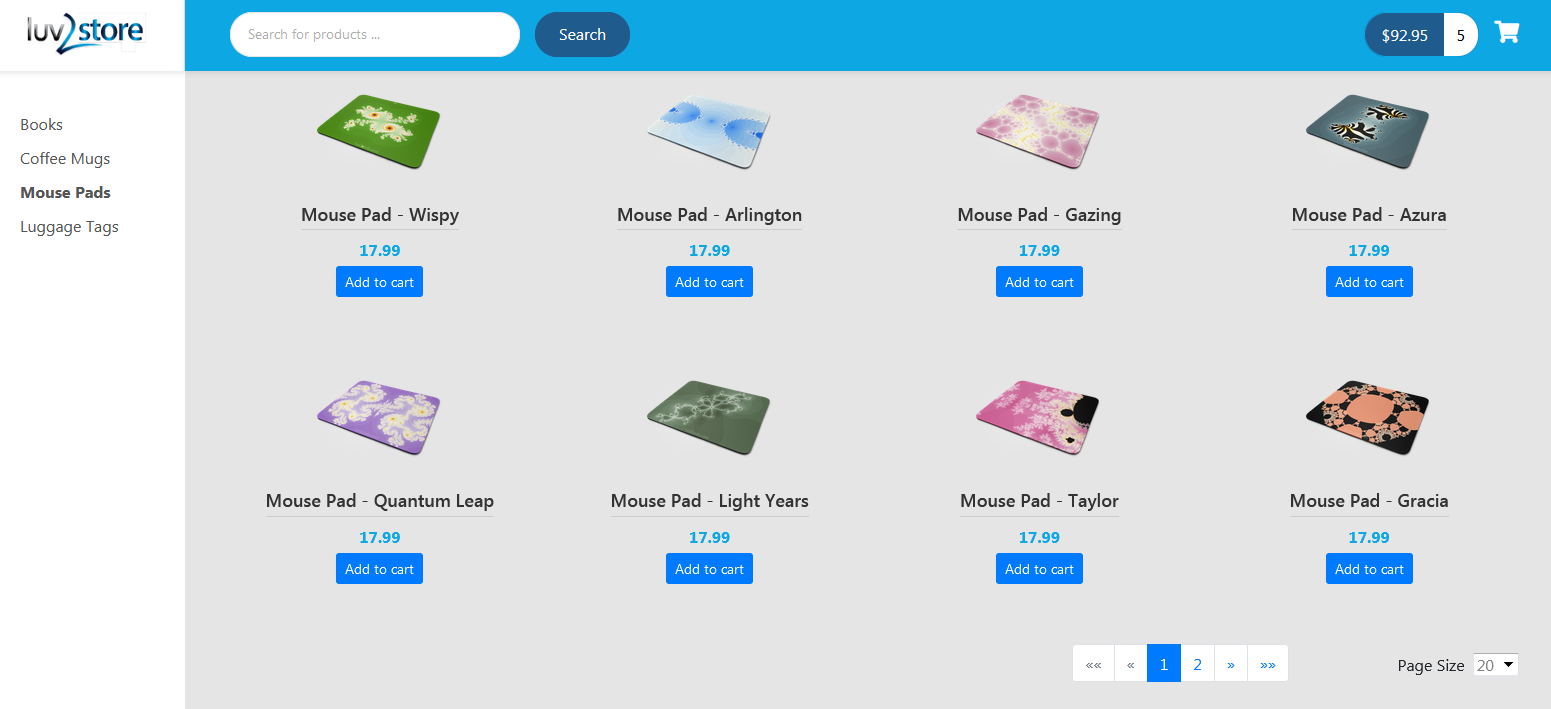 luv2store
Search for products ...
Search
$92.95
5
Books
Coffee Mugs
Mouse Pads
Luggage Tags
Mouse Pad - Wispy
17.99
Add to cart
Mouse Pad - Arlington
17.99
Add to cart
Mouse Pad - Gazing
17.99
Add to cart
Mouse Pad - Azura
17.99
Add to cart
Mouse Pad - Quantum Leap
17.99
Add to cart
Mouse Pad - Light Years
17.99
Add to cart
Mouse Pad - Taylor
17.99
Add to cart
Mouse Pad - Gracia
17.99
Add to cart
«« « 1 2 » »»
Page Size 20